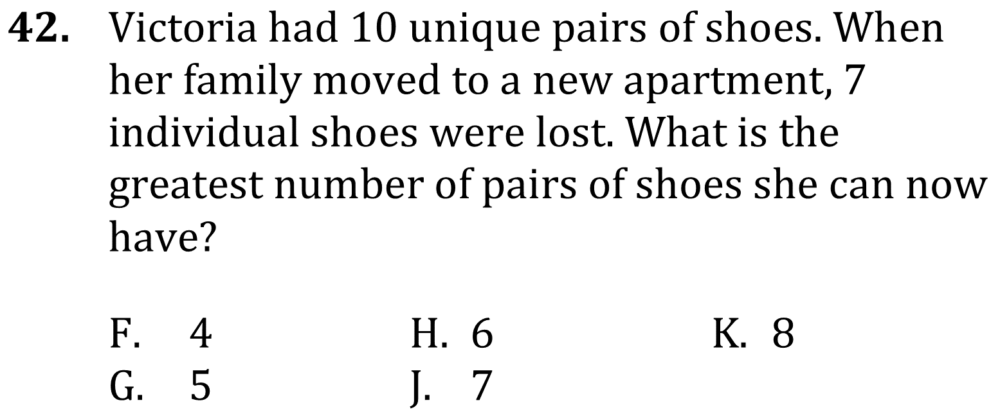 42. Victoria had 10 unique pairs of shoes. When
her family moved to a new apartment, 7
individual shoes were lost. What is the
greatest number of pairs of shoes she can now
have?
F. 4 H. 6 K. 8
G. 5 J. 7